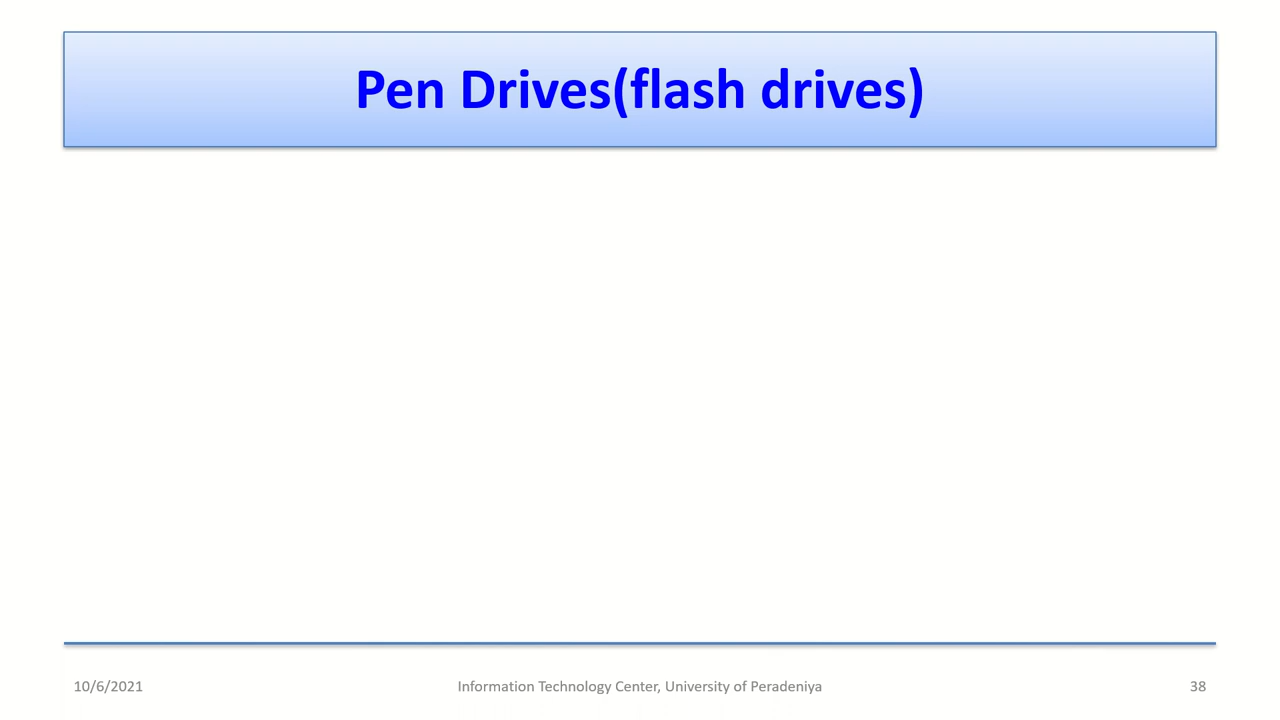 Pen Drives(flash drives)
10/6/2021
Information Technology Center, University of Peradeniya
38